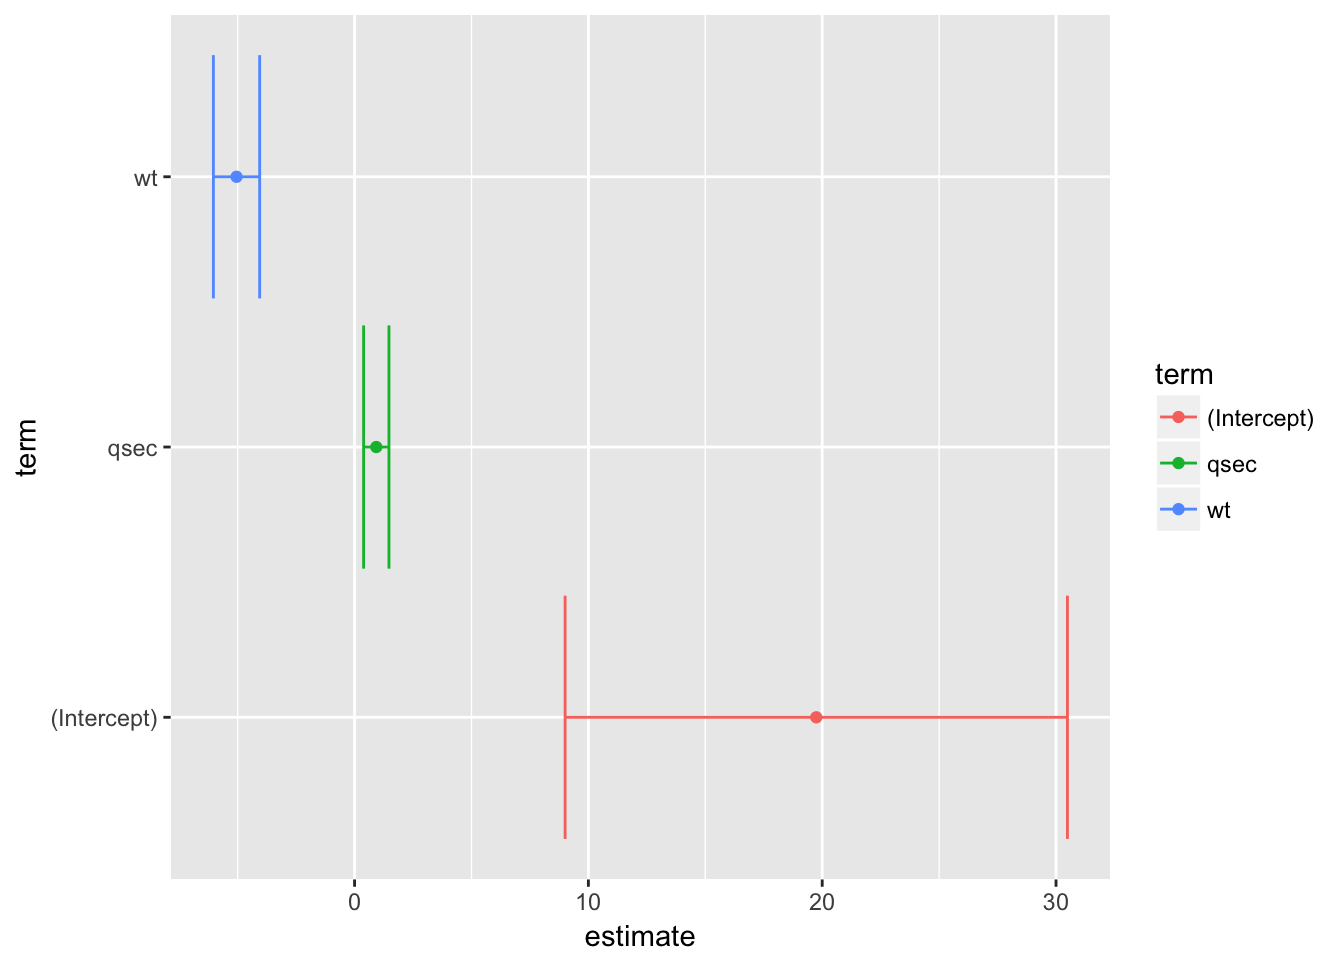 wt
qsec
(Intercept)
term
0 10 20 30
estimate
term
(Intercept)
qsec
wt